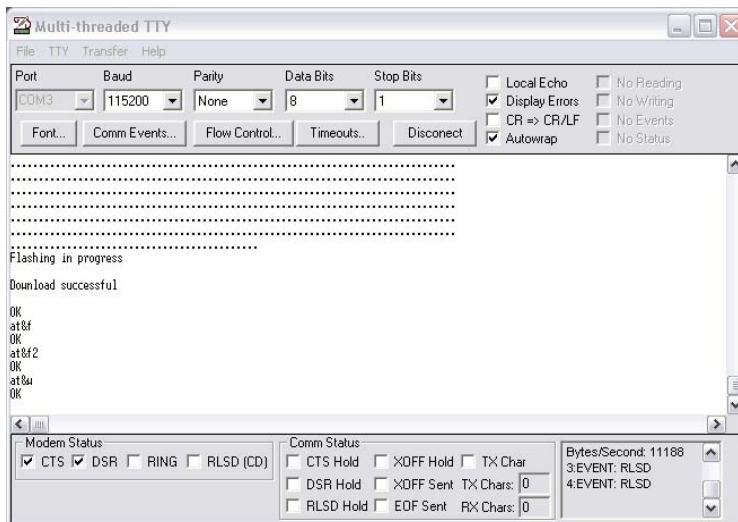 Multi-threaded TTY
File TTY Transfer Help
Port Baud Parity Data Bits Stop Bits
COM3 115200 None 8 1
Local Echo No Reading
Display Errors No Writing
CR => CR/LF No Events
Autowrap No Status
Font... Comm Events... Flow Control... Timeouts.. Disconect
.........................................................................
.........................................................................
.........................................................................
.........................................................................
.........................................................................
.........................................................................
.........................................
Flashing in progress
Download successful
OK
at&f
OK
at&f2
OK
at&w
OK
Modem Status
CTS DSR RING RLSD (CD)
Comm Status
CTS Hold XOFF Hold TX Char
DSR Hold XOFF Sent TX Chars: 0
RLSD Hold EOF Sent RX Chars: 0
Bytes/Second: 11188
3:EVENT: RLSD
4:EVENT: RLSD